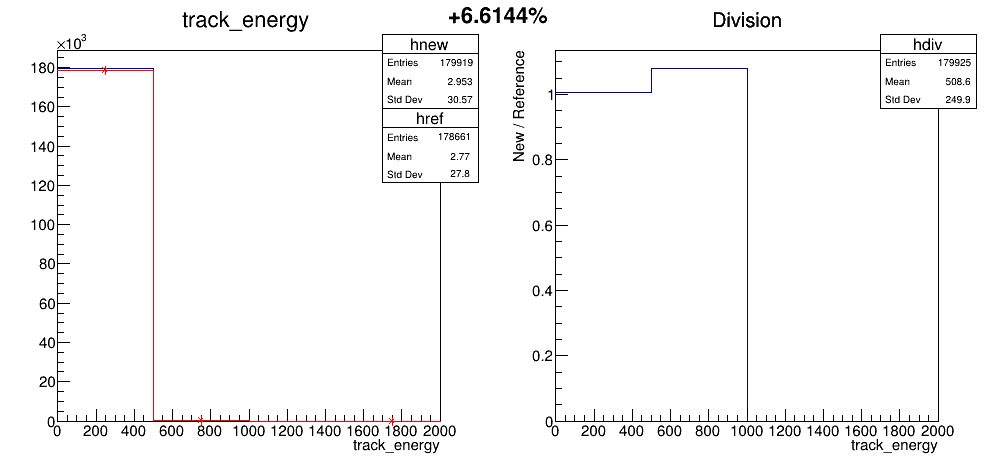 track_energy
+6.6144%
Division
×10³
hnew
Entries 179919
Mean 2.953
Std Dev 30.57
href
Entries 178661
Mean 2.77
Std Dev 27.8
180
160
140
120
100
80
60
40
20
0
0 200 400 600 800 1000 1200 1400 1600 1800 2000
track_energy
hdiv
Entries 179925
Mean 508.6
Std Dev 249.9
New / Reference
1
0.8
0.6
0.4
0.2
0
0 200 400 600 800 1000 1200 1400 1600 1800 2000
track_energy